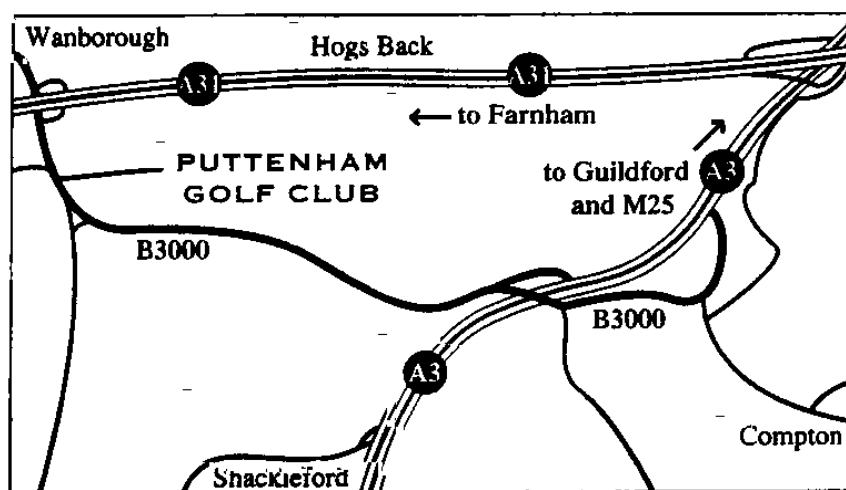 Wanborough
Hogs Back
A31
A31
← to Farnham
PUTTENHAM
GOLF CLUB
to Guildford
and M25
A3
B3000
B3000
A3
Compton
Shackleford